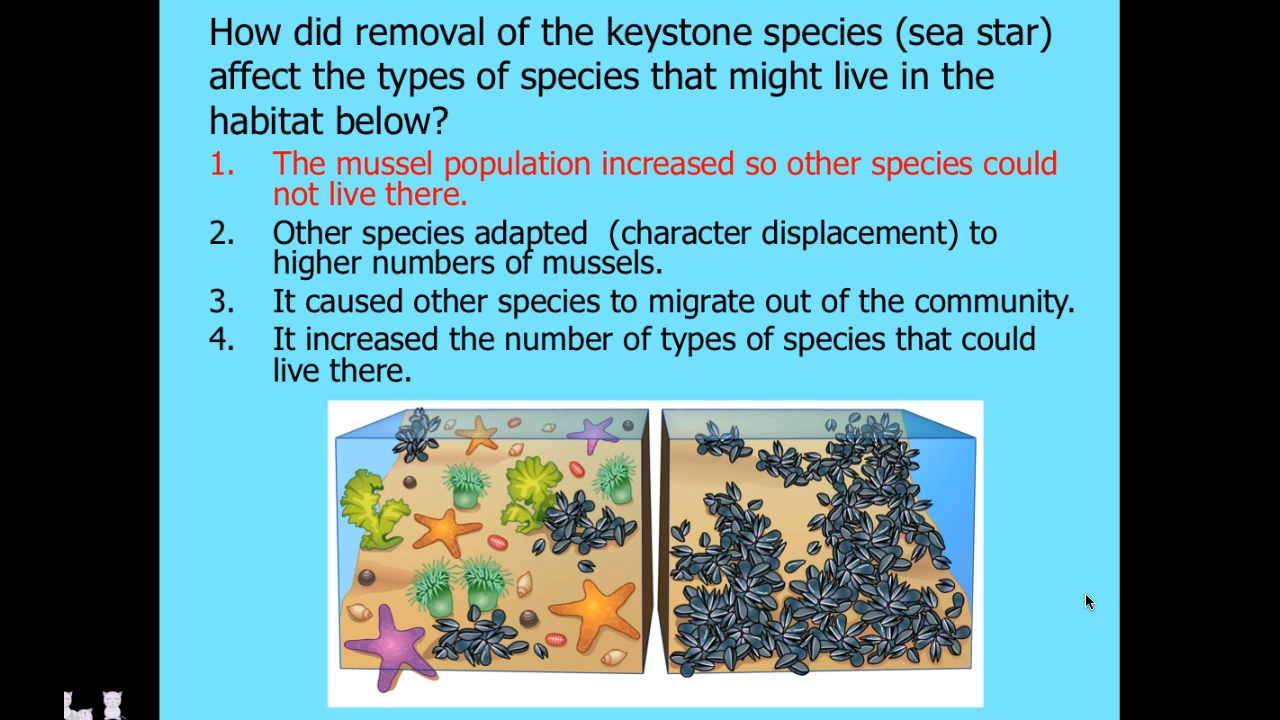 How did removal of the keystone species (sea star)
affect the types of species that might live in the
habitat below?
1. The mussel population increased so other species could
not live there.
2. Other species adapted  (character displacement) to
higher numbers of mussels.
3. It caused other species to migrate out of the community.
4. It increased the number of types of species that could
live there.